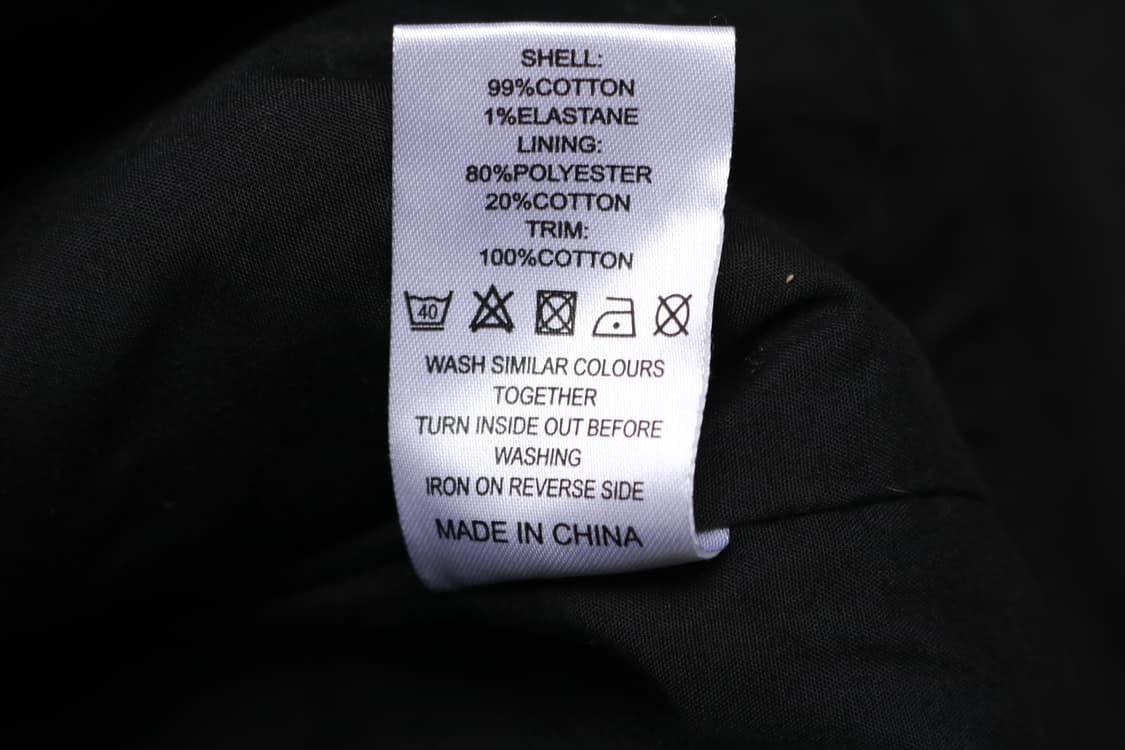 SHELL:
99%COTTON
1%ELASTANE
LINING:
80%POLYESTER
20%COTTON
TRIM:
100%COTTON
40
WASH SIMILAR COLOURS
TOGETHER
TURN INSIDE OUT BEFORE
WASHING
IRON ON REVERSE SIDE
MADE IN CHINA